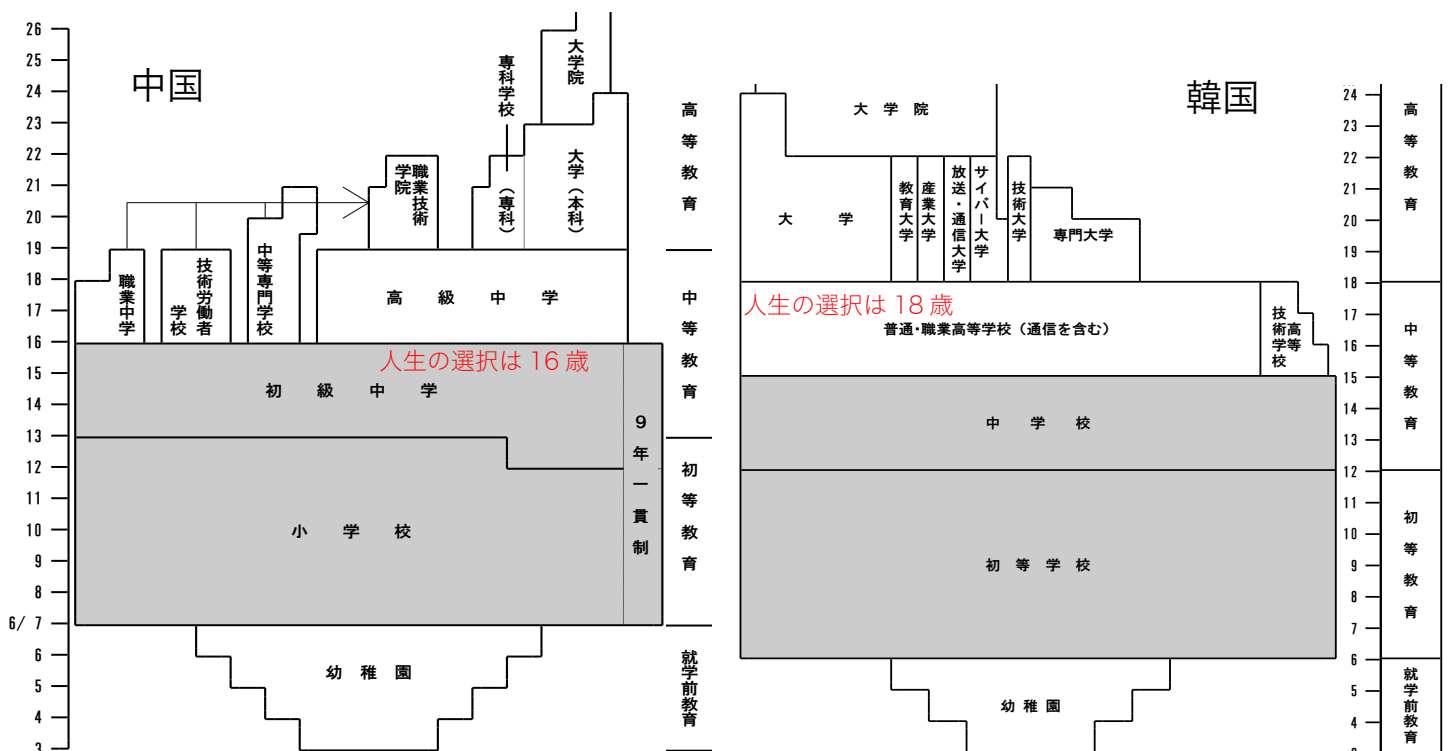 中国
26
25
24
23
22
21
20
19
18
17
16
15
14
13
12
11
10
9
8
6/ 7
6
5
4
3
大学院
専科学校
(専科)
大学(本科)
職業技術学院
職業中学
技術労働者学校
中等専門学校
高級中学
人生の選択は 16 歳
初級中学
9年一貫制
小学校
幼稚園
高等教育
中等教育
初等教育
就学前教育
韓国
大学院
大学
教育大学
産業大学
放送・通信大学
サイバー大学
技術大学
専門大学
人生の選択は 18 歳
普通・職業高等学校(通信を含む)
技術高等学校
中学校
初等学校
幼稚園
24
23
22
21
20
19
18
17
16
15
14
13
12
11
10
9
8
7
6
5
4
高等教育
中等教育
初等教育
就学前教育